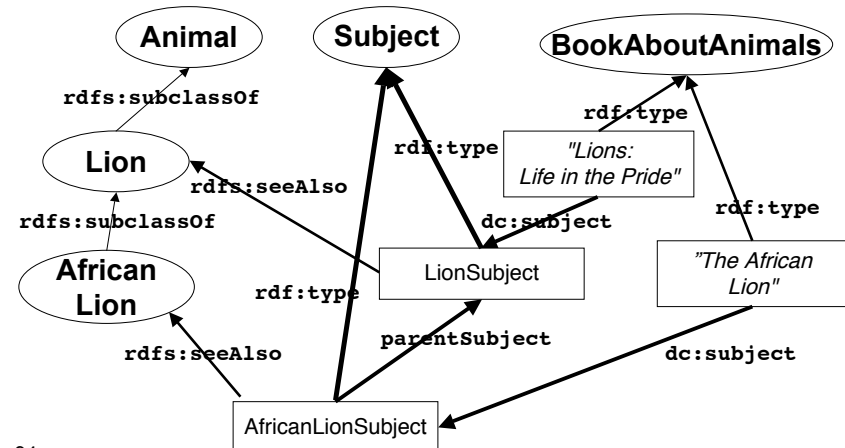 Animal
Subject
BookAboutAnimals
rdfs:subclassOf
rdf:type
Lion
rdf:type
"Lions:
Life in the Pride"
rdfs:seeAlso
rdfs:subclassOf
dc:subject
rdf:type
African
Lion
LionSubject
”The African
Lion"
rdf:type
parentSubject
rdfs:seeAlso
dc:subject
AfricanLionSubject